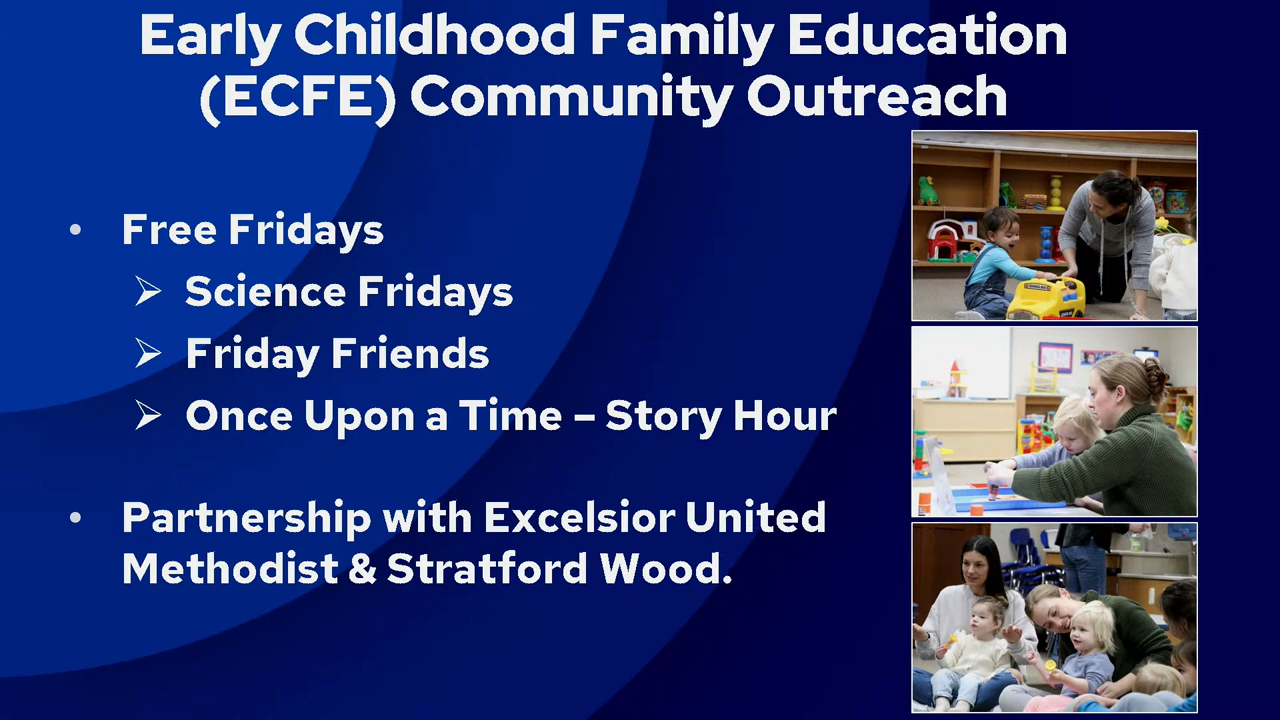 Early Childhood Family Education
(ECFE) Community Outreach
• Free Fridays
➢ Science Fridays
➢ Friday Friends
➢ Once Upon a Time – Story Hour
• Partnership with Excelsior United
Methodist & Stratford Wood.